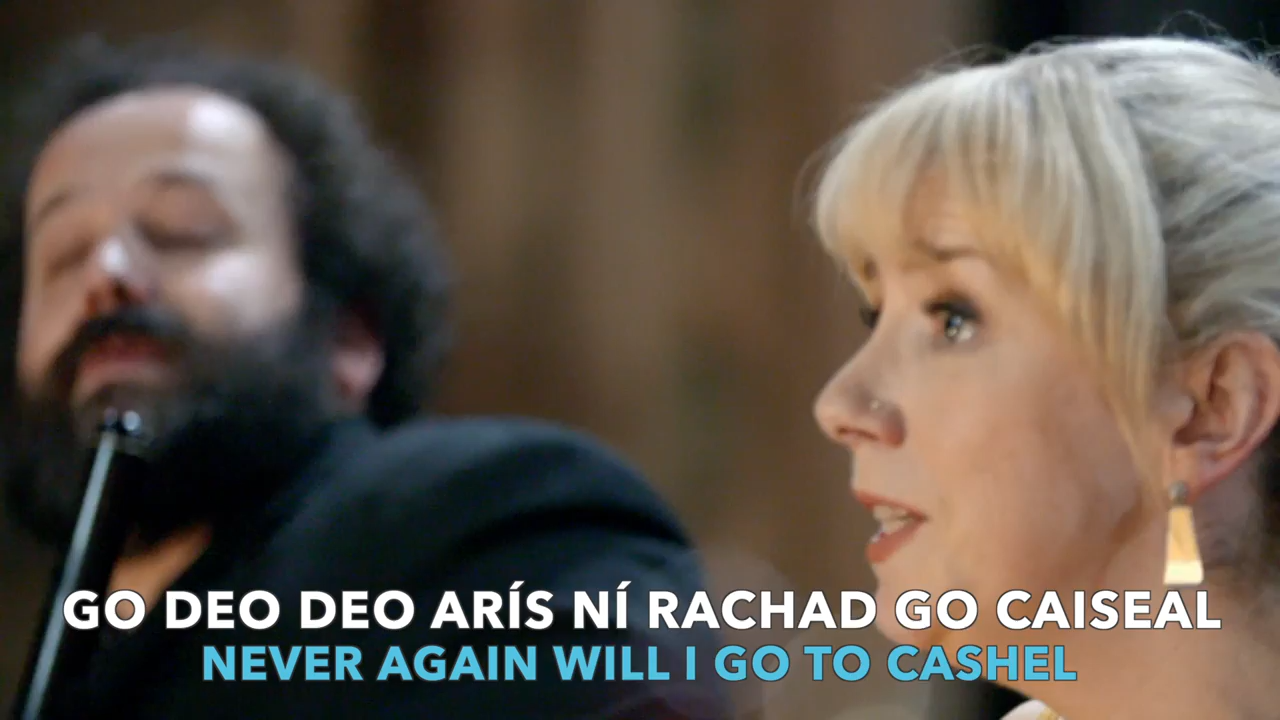 GO DEO DEO ARÍS NÍ RACHAD GO CAISEAL
NEVER AGAIN WILL I GO TO CASHEL